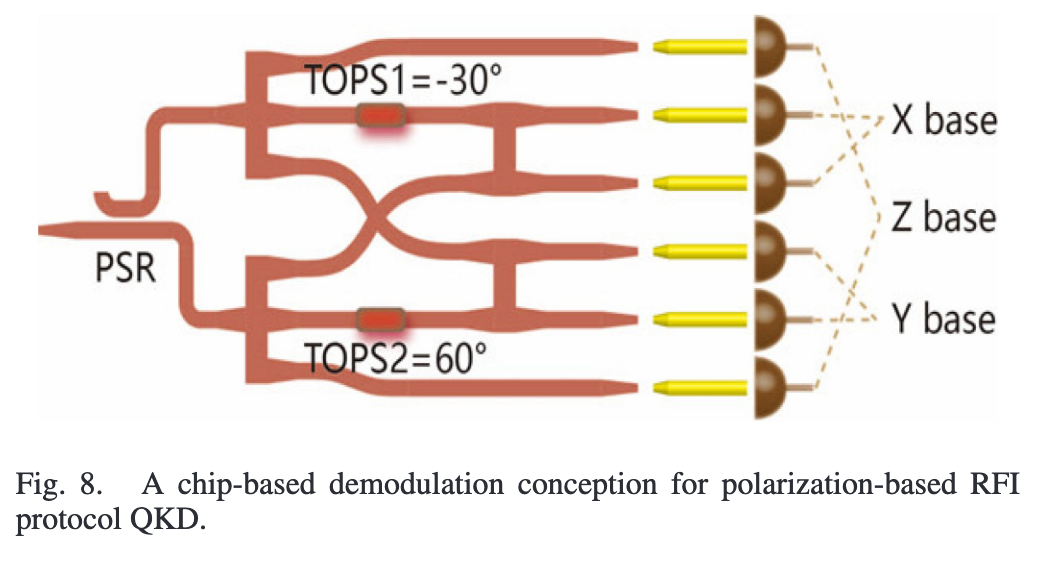 TOPS1=-30°
X base
Z base
PSR
Y base
TOPS2=60°
Fig. 8. A chip-based demodulation conception for polarization-based RFI
protocol QKD.